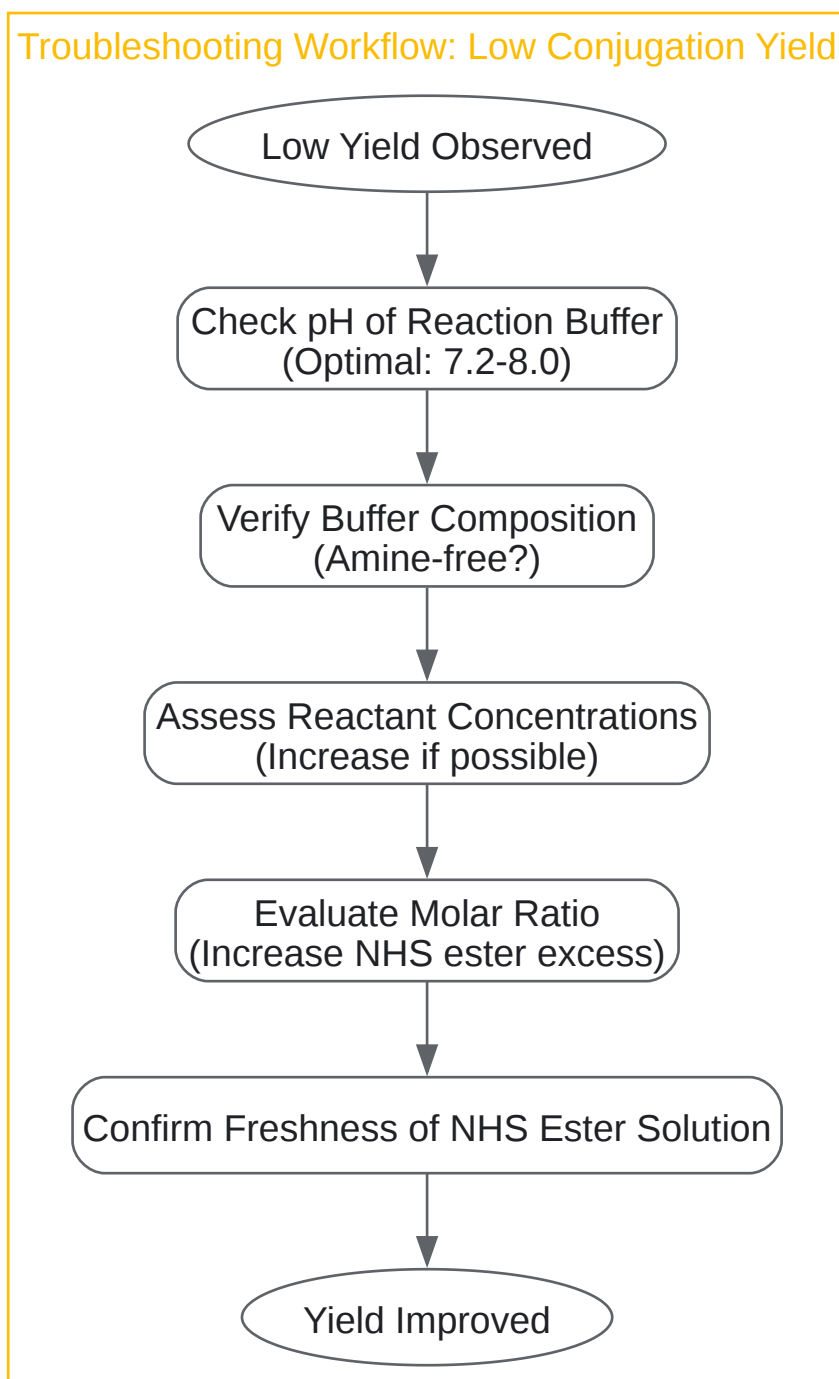 Troubleshooting Workflow: Low Conjugation Yield
Low Yield Observed
Check pH of Reaction Buffer
(Optimal: 7.2-8.0)
Verify Buffer Composition
(Amine-free?)
Assess Reactant Concentrations
(Increase if possible)
Evaluate Molar Ratio
(Increase NHS ester excess)
Confirm Freshness of NHS Ester Solution
Yield Improved